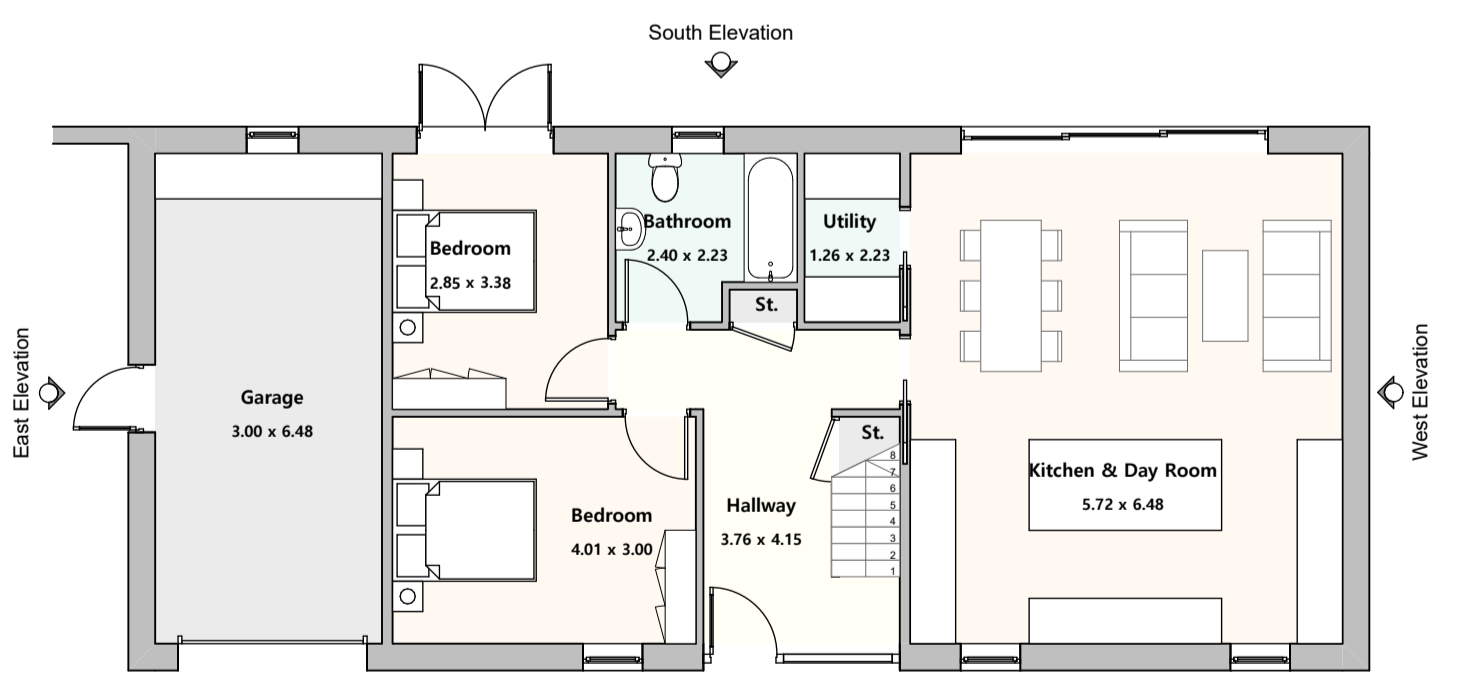 South Elevation
East Elevation
Garage
3.00 x 6.48
Bedroom
2.85 x 3.38
Bathroom
2.40 x 2.23
St.
Utility
1.26 x 2.23
Bedroom
4.01 x 3.00
Hallway
3.76 x 4.15
St.
8
7
6
5
4
3
2
1
Kitchen & Day Room
5.72 x 6.48
West Elevation